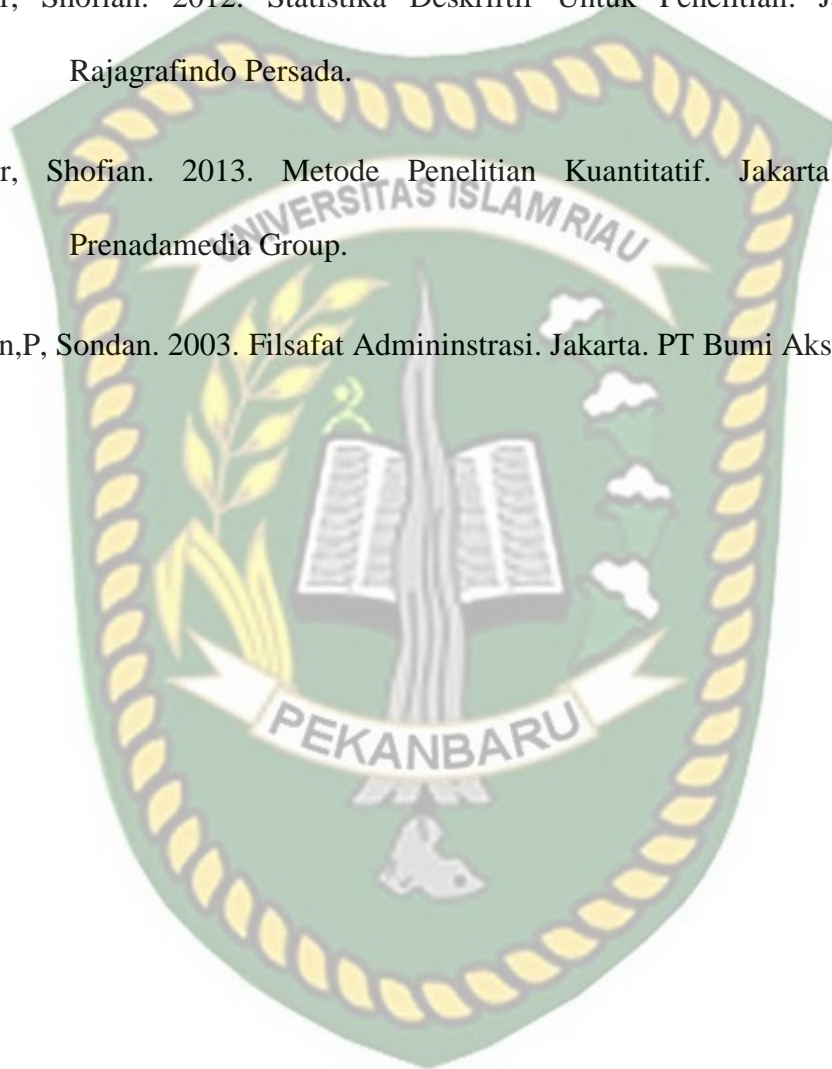 r, Shofian. 2012. Statistika Deskriftif Untuk Penelitian. J
Rajagrafindo Persada.
r, Shofian. 2013. Metode Penelitian Kuantitatif. Jakarta
Prenadamedia Group.
n,P, Sondan. 2003. Filsafat Admininstrasi. Jakarta. PT Bumi Aks
UNIVERSITAS ISLAM RIAU
PEKANBARU